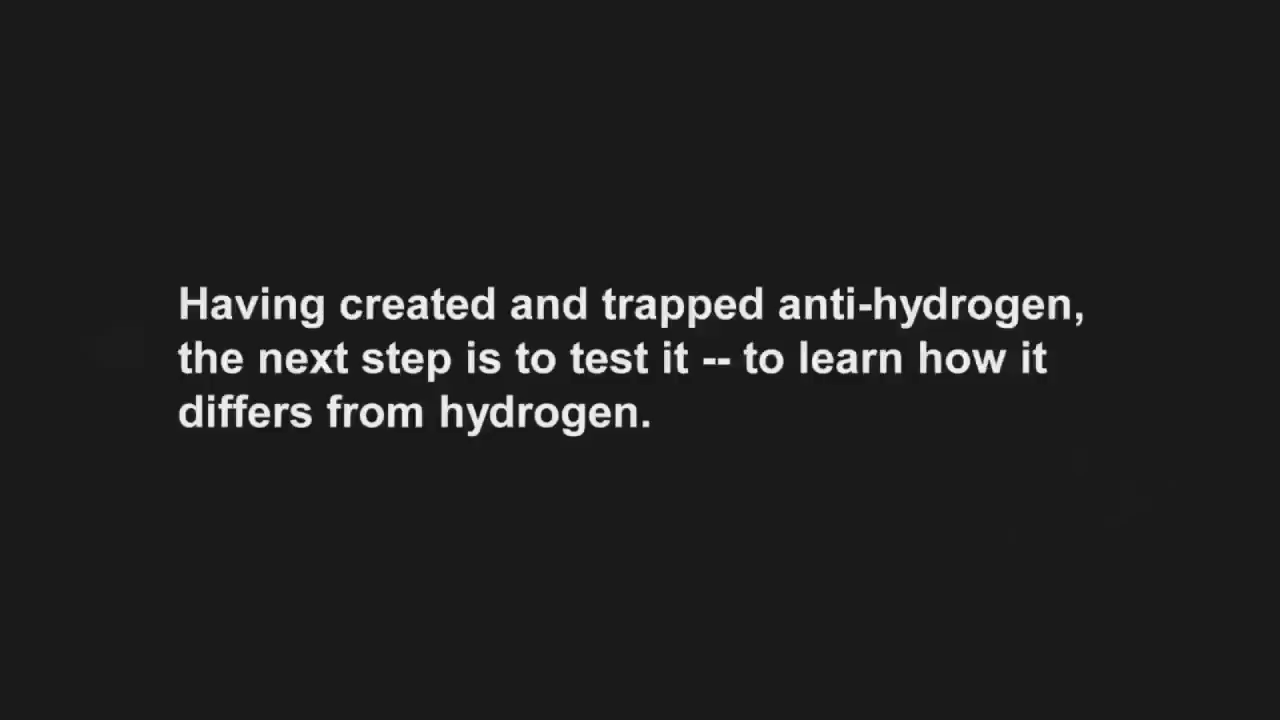 Having created and trapped anti-hydrogen,
the next step is to test it -- to learn how it
differs from hydrogen.